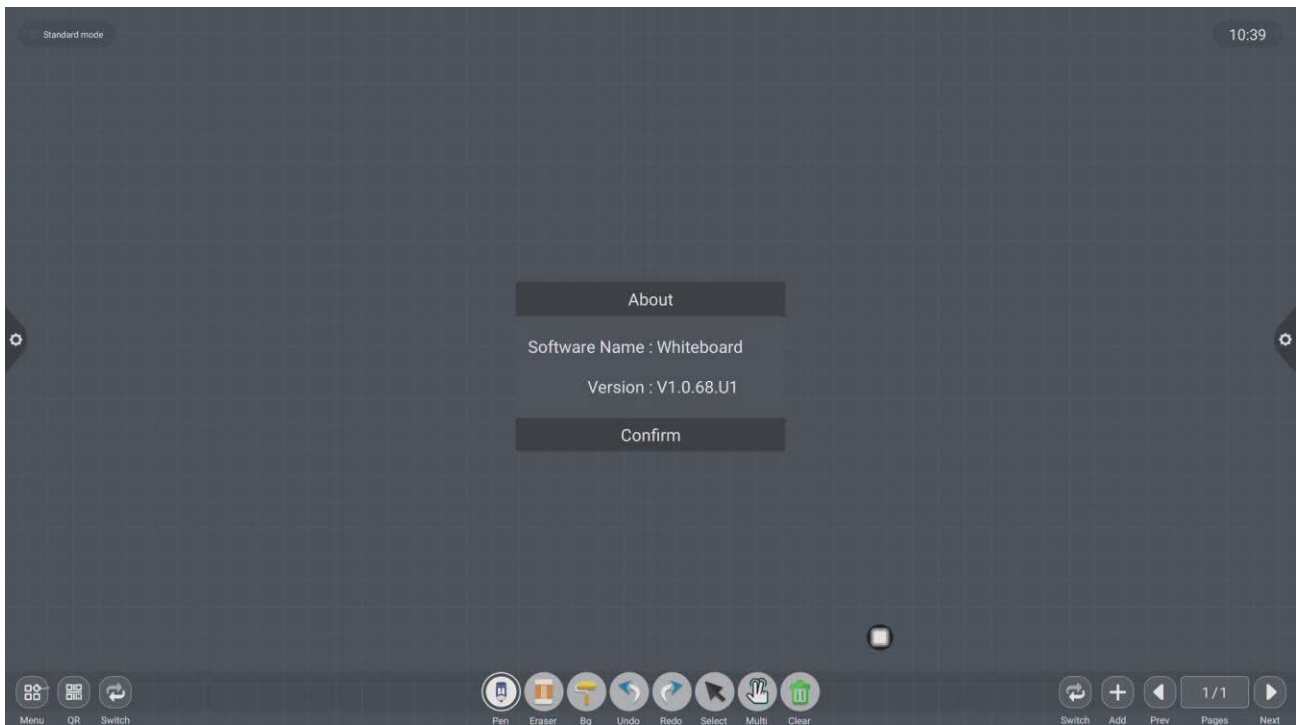 Standard mode
10:39
About
Software Name : Whiteboard
Version : V1.0.68.U1
Confirm
1/1
Menu QR Switch Pen Eraser Bg Undo Redo Select Multi Clear Switch Add Prev Pages Next